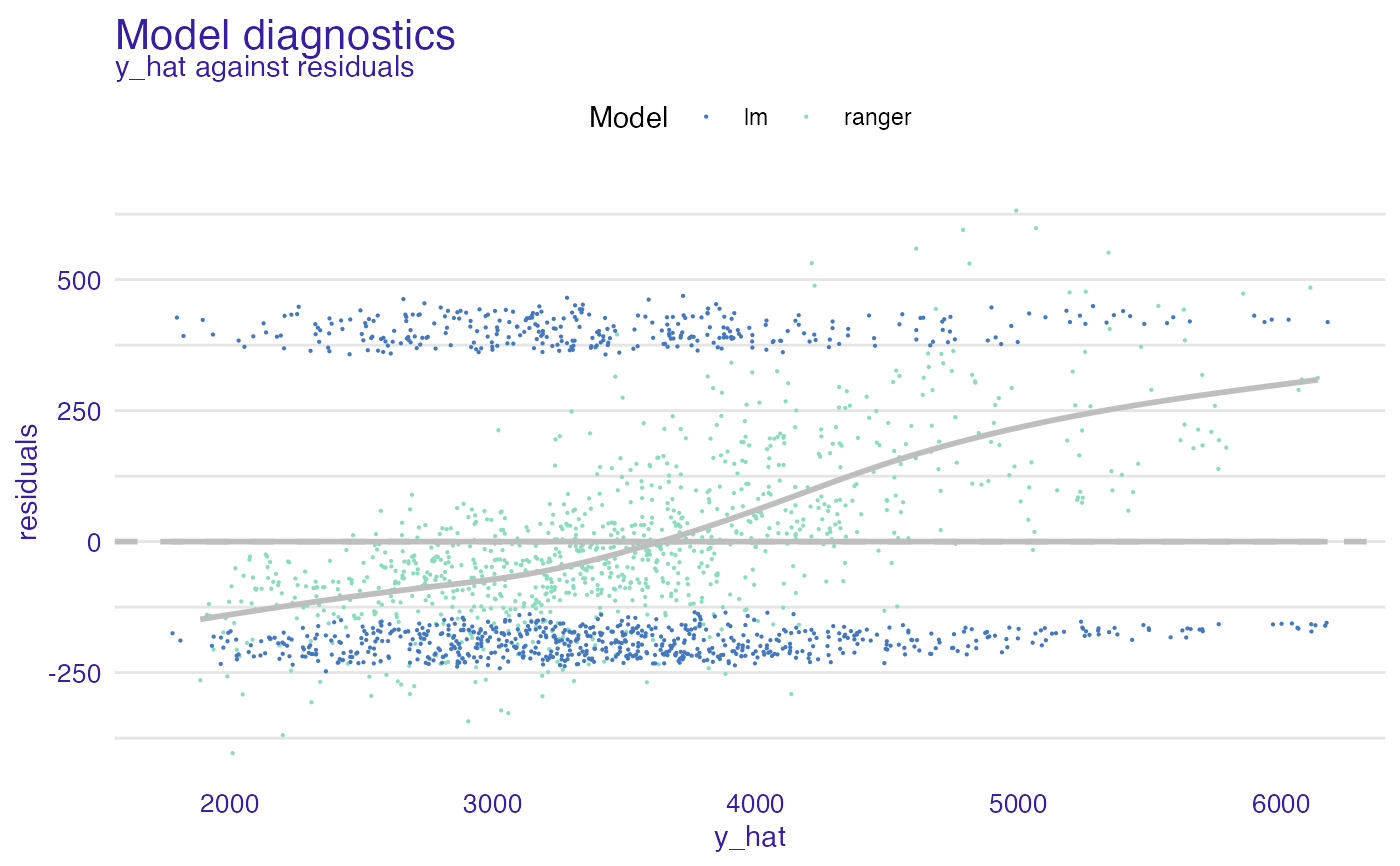 Model diagnostics
y_hat against residuals
Model lm ranger
500
250
0
-250
residuals
2000 3000 4000 5000 6000
y_hat